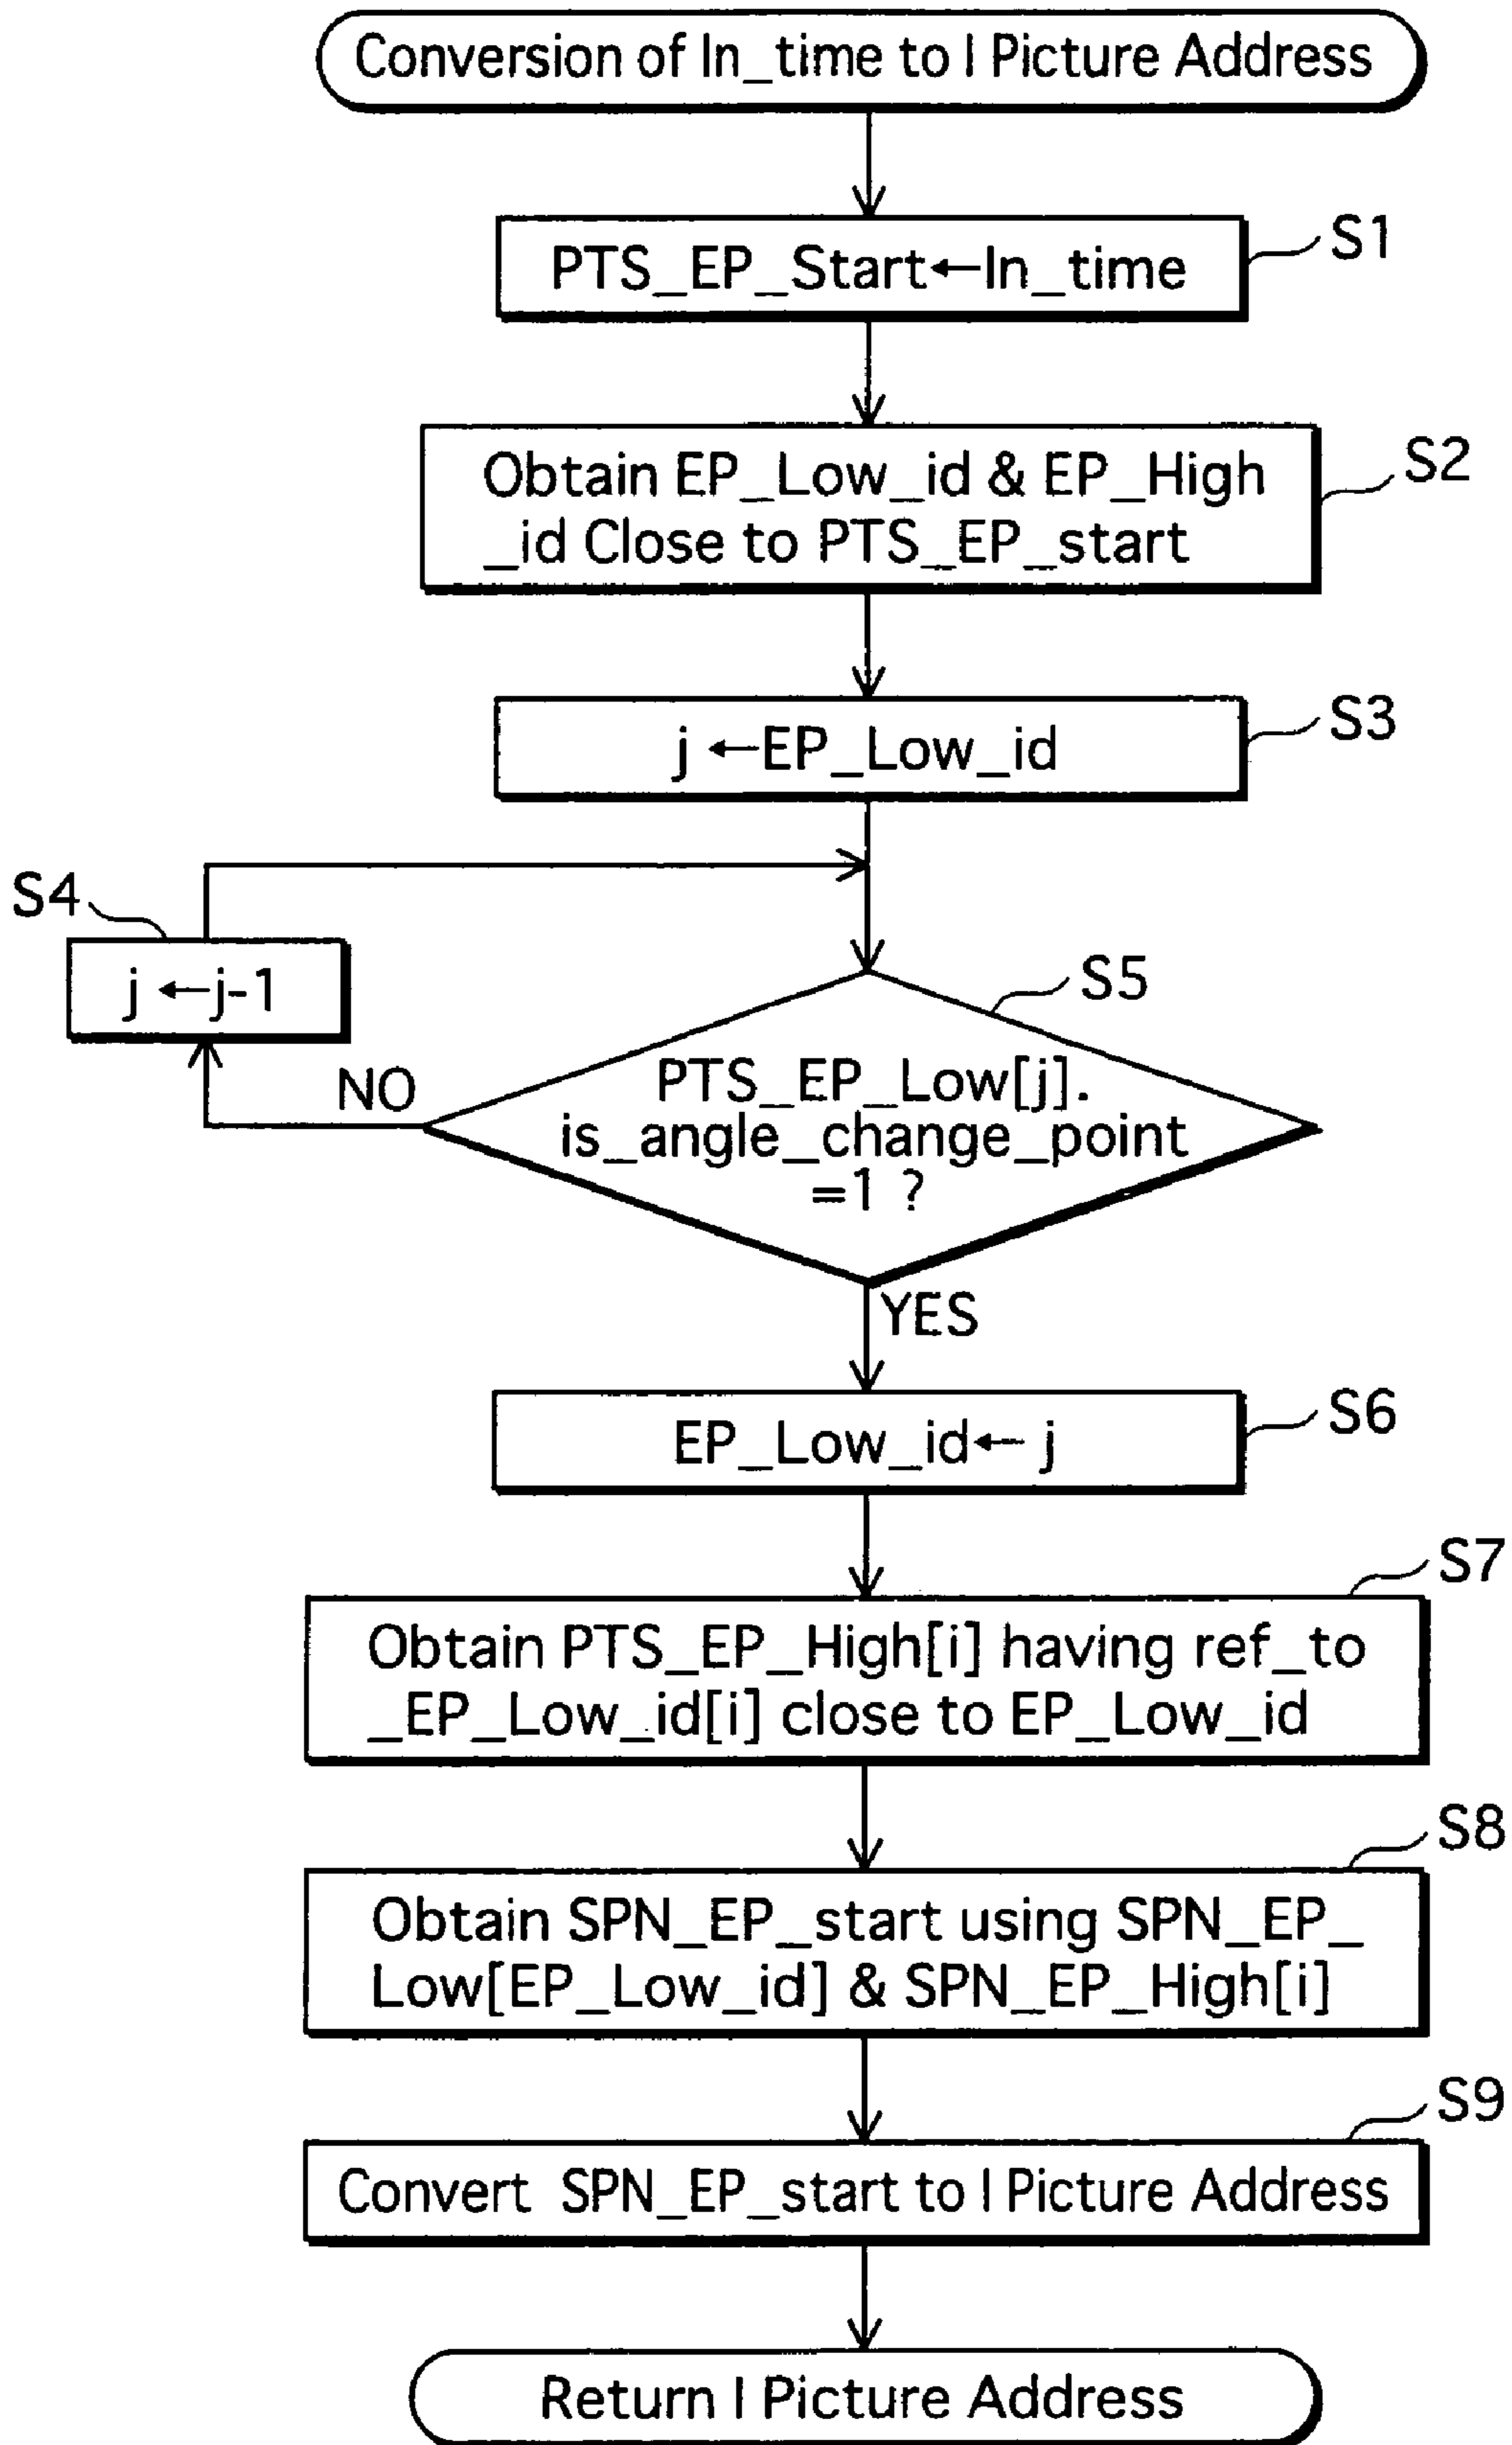 Conversion of In_time to I Picture Address
S1
PTS_EP_Start←In_time
S2
Obtain EP_Low_id & EP_High
_id Close to PTS_EP_start
S3
j ←EP_Low_id
S4
j ←j-1
S5
NO
PTS_EP_Low[j].
is_angle_change_point
=1 ?
YES
S6
EP_Low_id← j
S7
Obtain PTS_EP_High[i] having ref_to
_EP_Low_id[i] close to EP_Low_id
S8
Obtain SPN_EP_start using SPN_EP_
Low[EP_Low_id] & SPN_EP_High[i]
S9
Convert SPN_EP_start to I Picture Address
Return I Picture Address